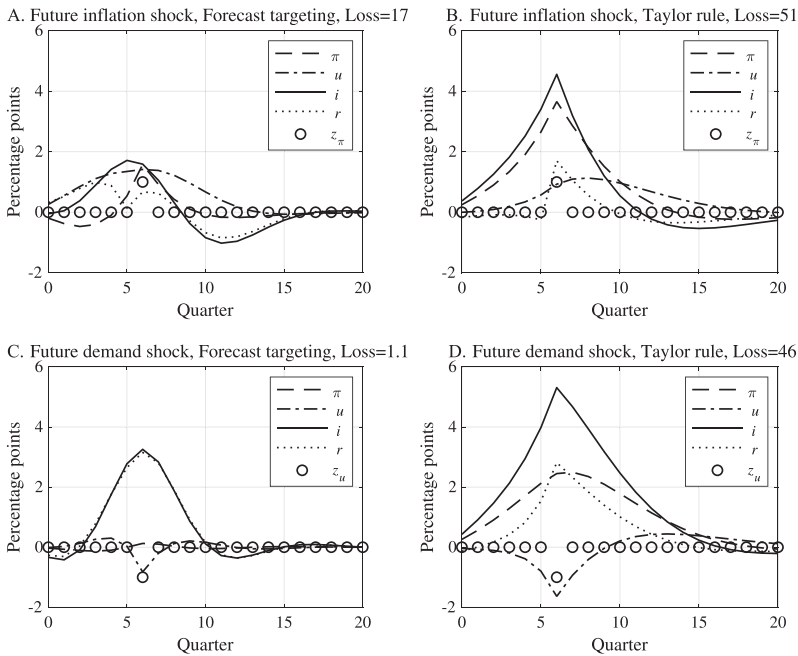 A. Future inflation shock, Forecast targeting, Loss=17
6
4
2
0
-2
Percentage points
π
u
i
r
zπ
0
5
10
15
20
Quarter
B. Future inflation shock, Taylor rule, Loss=51
6
4
2
0
-2
Percentage points
π
u
i
r
zπ
0
5
10
15
20
Quarter
C. Future demand shock, Forecast targeting, Loss=1.1
6
4
2
0
-2
Percentage points
π
u
i
r
zu
0
5
10
15
20
Quarter
D. Future demand shock, Taylor rule, Loss=46
6
4
2
0
-2
Percentage points
π
u
i
r
zu
0
5
10
15
20
Quarter